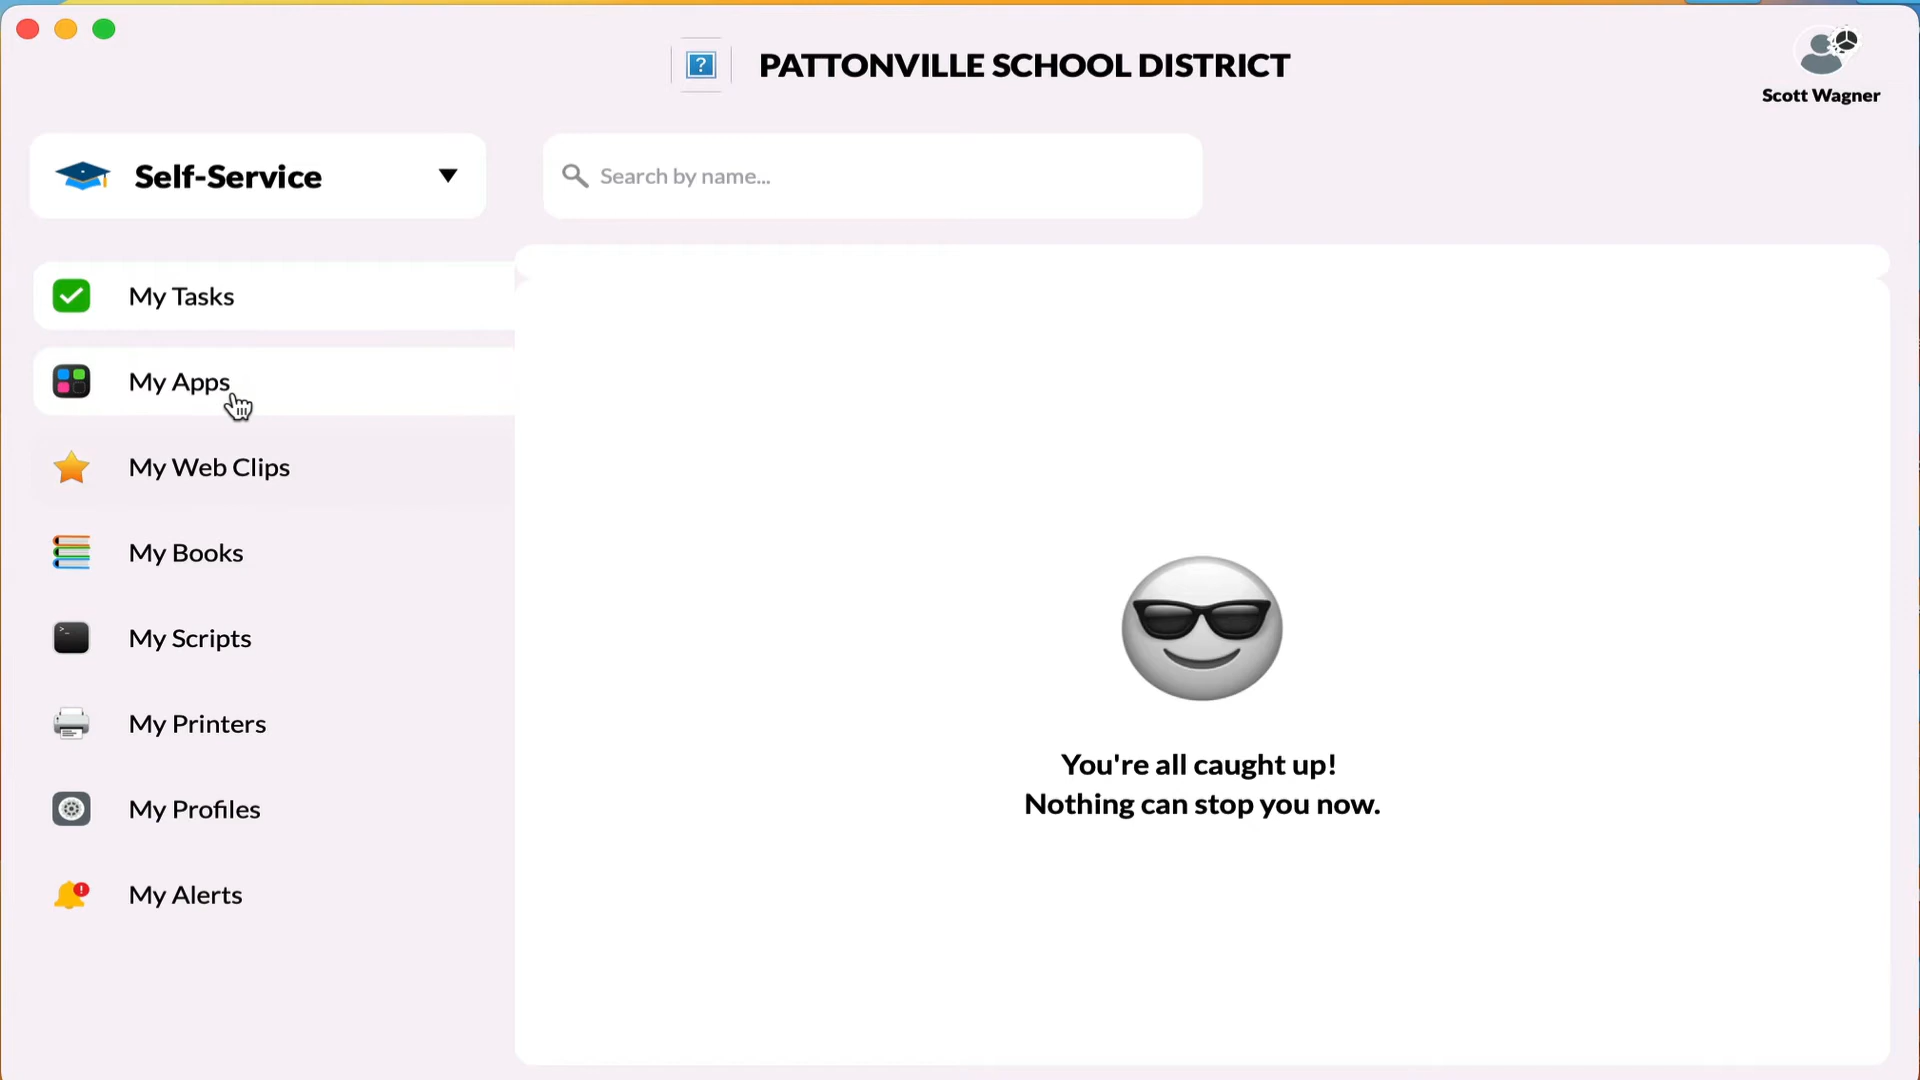 PATTONVILLE SCHOOL DISTRICT
Scott Wagner
Self-Service
Search by name...
My Tasks
My Apps
My Web Clips
My Books
My Scripts
My Printers
My Profiles
My Alerts
You're all caught up!
Nothing can stop you now.